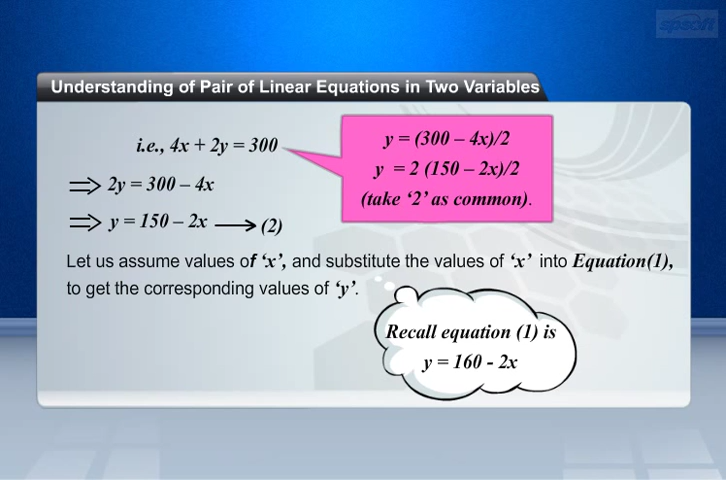 spsoft
Understanding of Pair of Linear Equations in Two Variables
i.e., 4x + 2y = 300
⇒ 2y = 300 – 4x
⇒ y = 150 – 2x ⟶ (2)
y = (300 – 4x)/2
y = 2 (150 – 2x)/2
(take ‘2’ as common).
Let us assume values of ‘x’, and substitute the values of ‘x’ into Equation(1),
to get the corresponding values of ‘y’.
Recall equation (1) is
y = 160 - 2x